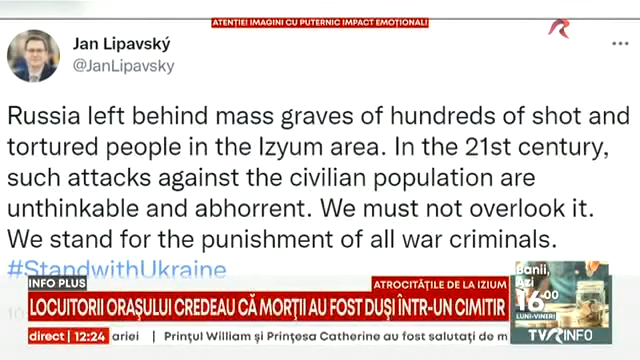 ATENȚIE! IMAGINI CU PUTERNIC IMPACT EMOȚIONAL!
R
Jan Lipavský
@JanLipavsky
Russia left behind mass graves of hundreds of shot and
tortured people in the Izyum area. In the 21st century,
such attacks against the civilian population are
unthinkable and abhorrent. We must not overlook it.
We stand for the punishment of all war criminals.
#StandwithUkraine
INFO PLUS
ATROCITĂȚILE DE LA IZIUM
LOCUITORII ORAȘULUI CREDEAU CĂ MORȚII AU FOST DUȘI ÎNTR-UN CIMITIR
Banii,
Azi
16:00
LUNI-VINERI
TVR INFO
direct | 12:24 ariei | Prințul William și Prințesa Catherine au fost salutați de m